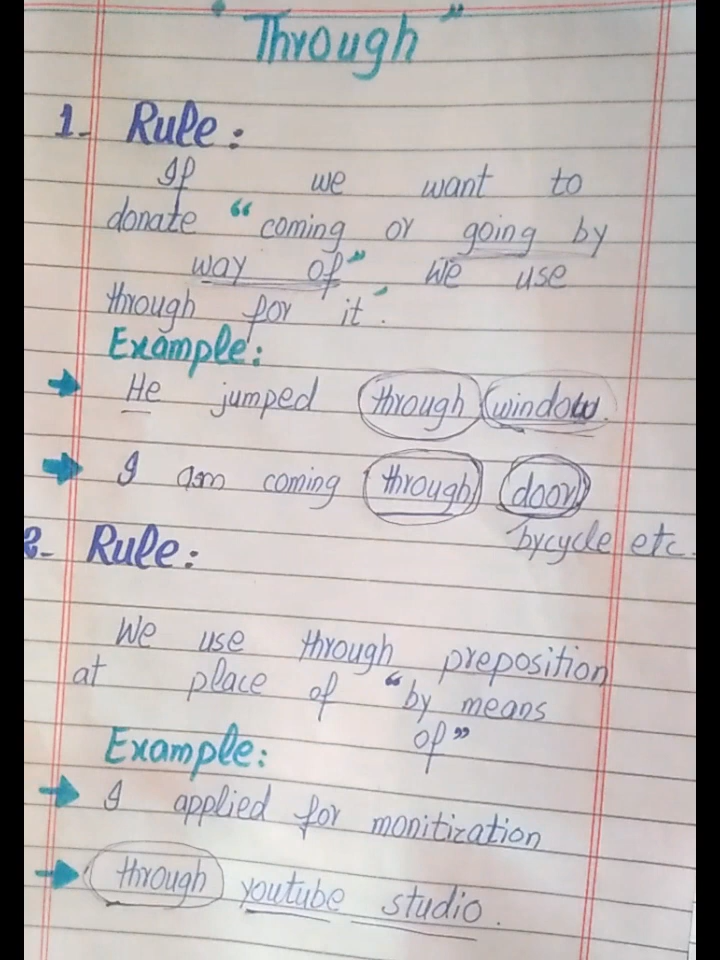 "Through"
1- Rule:
If we want to
donate "coming or going by
way of" we use
through for it.
Example:
He jumped through window.
I am coming through door
bycycle etc.
2- Rule:
We use through preposition
at place of "by means
of"
Example:
I applied for monitization
through youtube studio.